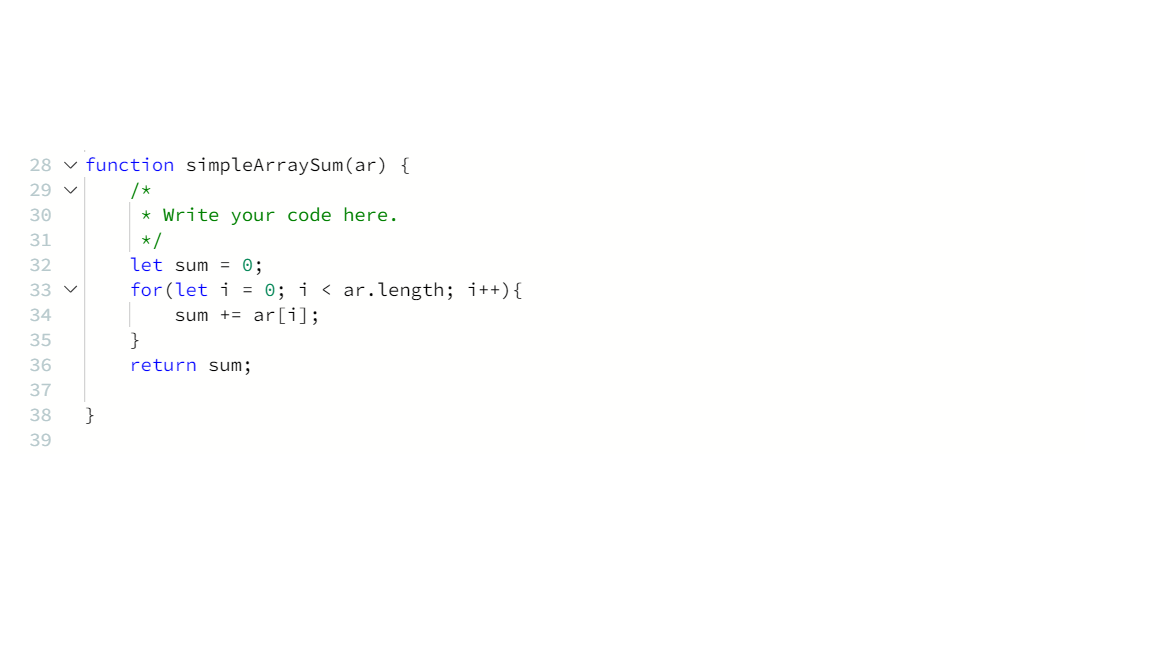 28 function simpleArraySum(ar) {
29 /*
30 * Write your code here.
31 */
32 let sum = 0;
33 for(let i = 0; i < ar.length; i++){
34 sum += ar[i];
35 }
36 return sum;
37
38 }
39